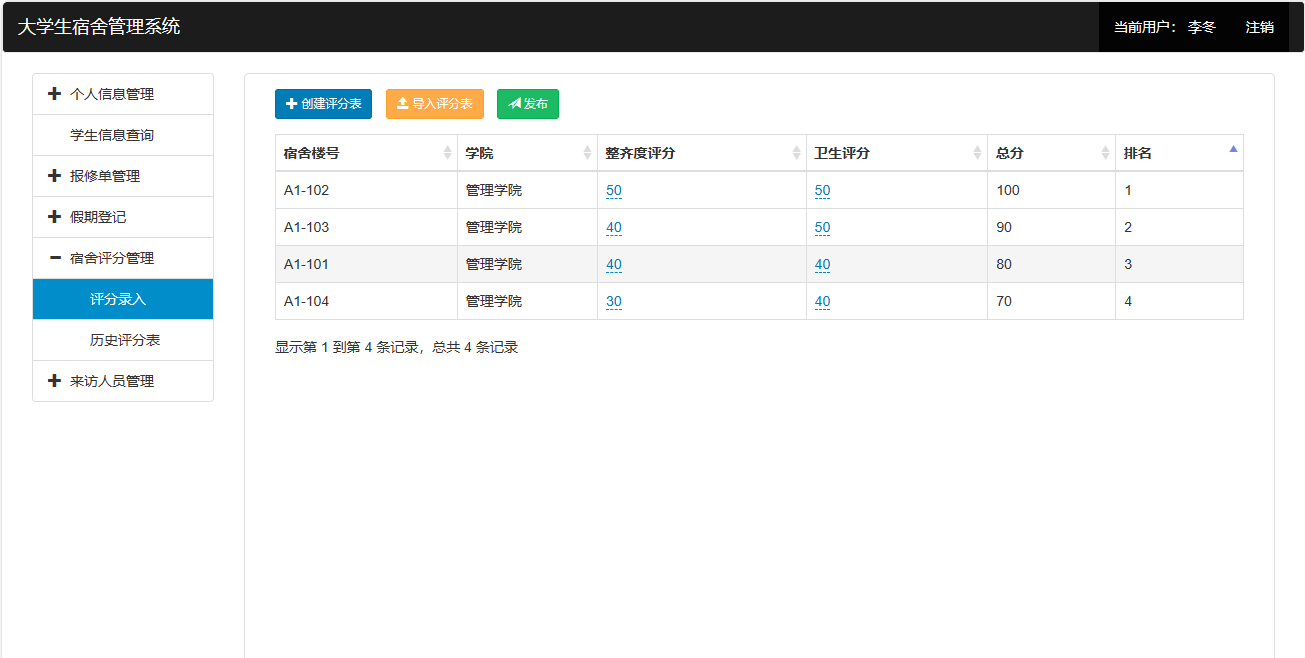 大学生宿舍管理系统
当前用户： 李冬 注销
个人信息管理
学生信息查询
报修单管理
假期登记
宿舍评分管理
评分录入
历史评分表
来访人员管理
创建评分表 导入评分表 发布
宿舍楼号 学院 整齐度评分 卫生评分 总分 排名
A1-102 管理学院 50 50 100 1
A1-103 管理学院 40 50 90 2
A1-101 管理学院 40 40 80 3
A1-104 管理学院 30 40 70 4
显示第 1 到第 4 条记录，总共 4 条记录